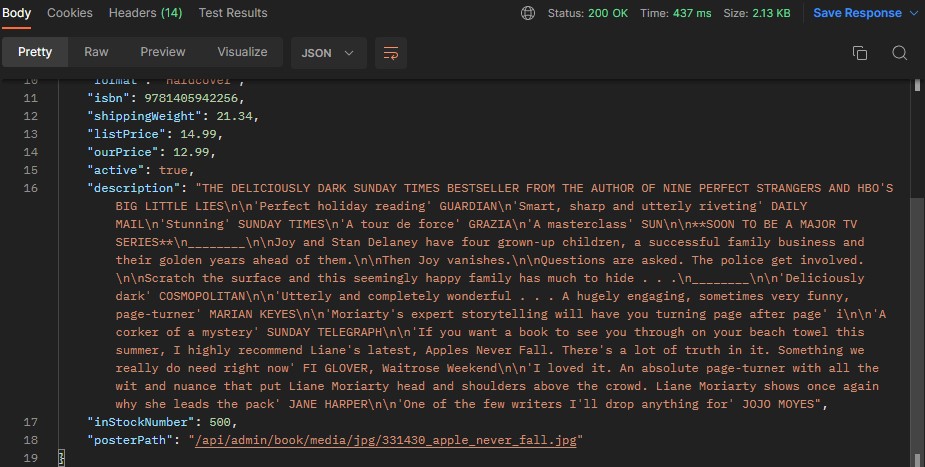 Body Cookies Headers (14) Test Results Status: 200 OK Time: 437 ms Size: 2.13 KB Save Response
Pretty Raw Preview Visualize JSON
10 "format": "Hardcover",
11 "isbn": 9781405942256,
12 "shippingWeight": 21.34,
13 "listPrice": 14.99,
14 "ourPrice": 12.99,
15 "active": true,
16 "description": "THE DELICIOUSLY DARK SUNDAY TIMES BESTSELLER FROM THE AUTHOR OF NINE PERFECT STRANGERS AND HBO'S
BIG LITTLE LIES\n\n'Perfect holiday reading' GUARDIAN\n'Smart, sharp and utterly riveting' DAILY
MAIL\n'Stunning' SUNDAY TIMES\n'A tour de force' GRAZIA\n'A masterclass' SUN\n\n**SOON TO BE A MAJOR TV
SERIES**\n________\n\nJoy and Stan Delaney have four grown-up children, a successful family business and
their golden years ahead of them.\n\nThen Joy vanishes.\n\nQuestions are asked. The police get involved.
\n\nScratch the surface and this seemingly happy family has much to hide . . .\n________\n\n'Deliciously
dark' COSMOPOLITAN\n\n'Utterly and completely wonderful . . . A hugely engaging, sometimes very funny,
page-turner' MARIAN KEYES\n\n'Moriarty's expert storytelling will have you turning page after page' i\n\n'A
corker of a mystery' SUNDAY TELEGRAPH\n\n'If you want a book to see you through on your beach towel this
summer, I highly recommend Liane's latest, Apples Never Fall. There's a lot of truth in it. Something we
really do need right now' FI GLOVER, Waitrose Weekend\n\n'I loved it. An absolute page-turner with all the
wit and nuance that put Liane Moriarty head and shoulders above the crowd. Liane Moriarty shows once again
why she leads the pack' JANE HARPER\n\n'One of the few writers I'll drop anything for' JOJO MOYES",
17 "inStockNumber": 500,
18 "posterPath": "/api/admin/book/media/jpg/331430_apple_never_fall.jpg"
19 }